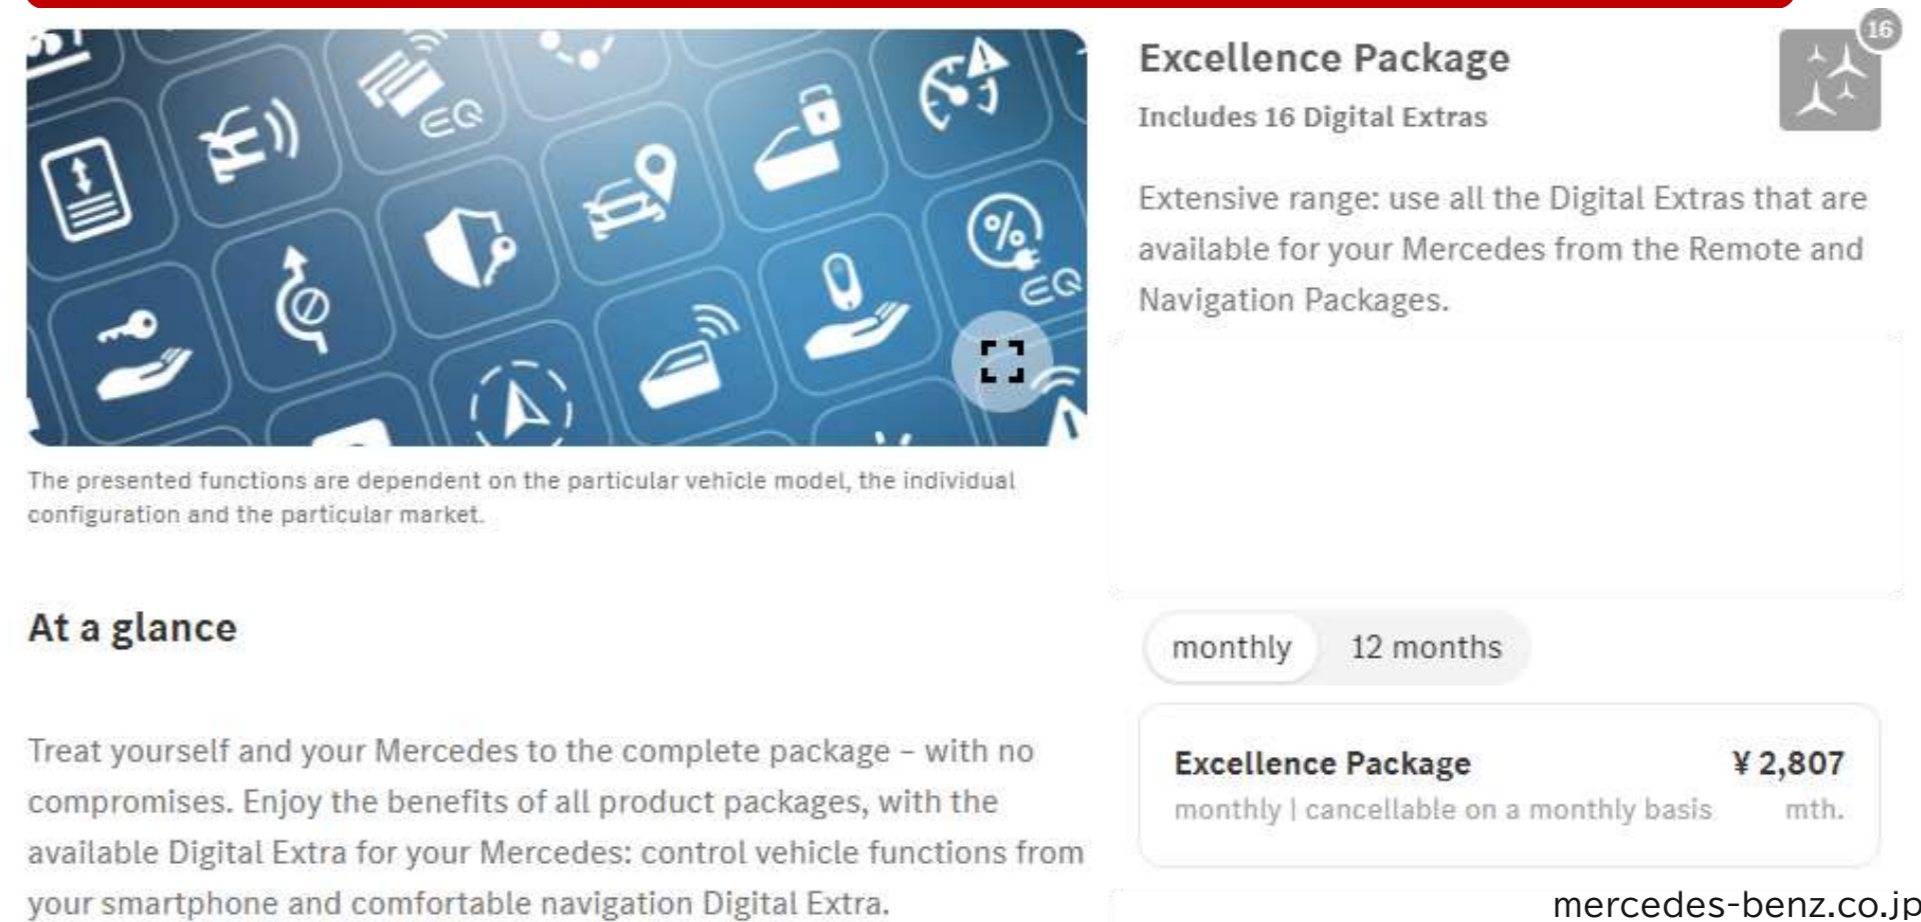 EQ
EQ
The presented functions are dependent on the particular vehicle model, the individual
configuration and the particular market.
At a glance
Treat yourself and your Mercedes to the complete package – with no
compromises. Enjoy the benefits of all product packages, with the
available Digital Extra for your Mercedes: control vehicle functions from
your smartphone and comfortable navigation Digital Extra.
Excellence Package
16
Includes 16 Digital Extras
Extensive range: use all the Digital Extras that are
available for your Mercedes from the Remote and
Navigation Packages.
monthly 12 months
Excellence Package ¥ 2,807
monthly | cancellable on a monthly basis mth.
mercedes-benz.co.jp